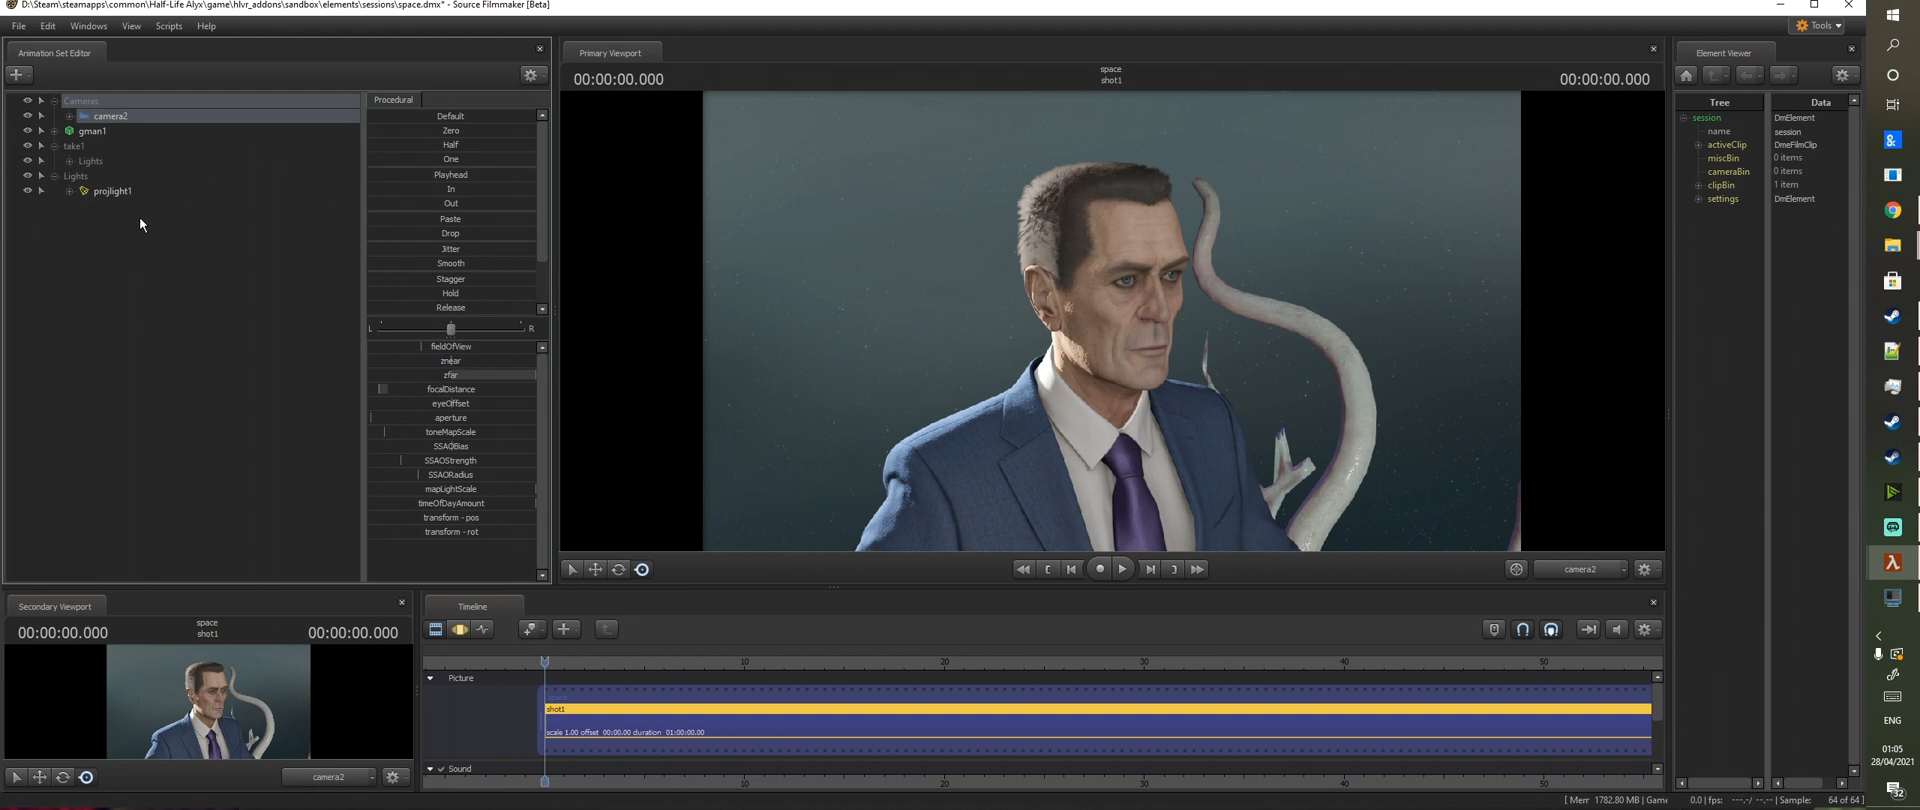 D:\Steam\steamapps\common\Half-Life Alyx\game\hlvr_addons\sandbox\elements\sessions\space.dmx* - Source Filmmaker [Beta]
File Edit Windows View Scripts Help
Tools
Animation Set Editor
Cameras
camera2
gman1
take1
Lights
Lights
projlight1
Procedural
Default
Zero
Half
One
Playhead
In
Out
Paste
Drop
Jitter
Smooth
Stagger
Hold
Release
L R
fieldOfView
znear
zfar
focalDistance
eyeOffset
aperture
toneMapScale
SSAOBias
SSAOStrength
SSAORadius
mapLightScale
timeOfDayAmount
transform - pos
transform - rot
Primary Viewport
00:00:00.000
space
shot1
00:00:00.000
camera2
Element Viewer
Tree Data
session DmElement
name session
activeClip DmeFilmClip
miscBin 0 items
cameraBin 0 items
clipBin 1 item
settings DmElement
Secondary Viewport
00:00:00.000
space
shot1
00:00:00.000
camera2
Timeline
10 20 30 40 50
Picture
shot1
scale 1.00 offset 00:00.00 duration 01:00:00.00
Sound
10 20 30 40 50
[ Mem 1782.80 MB | Game 0.0 | fps: ---.-/ --.-- | Sample: 64 of 64 ]
ENG
01:05
28/04/2021
32